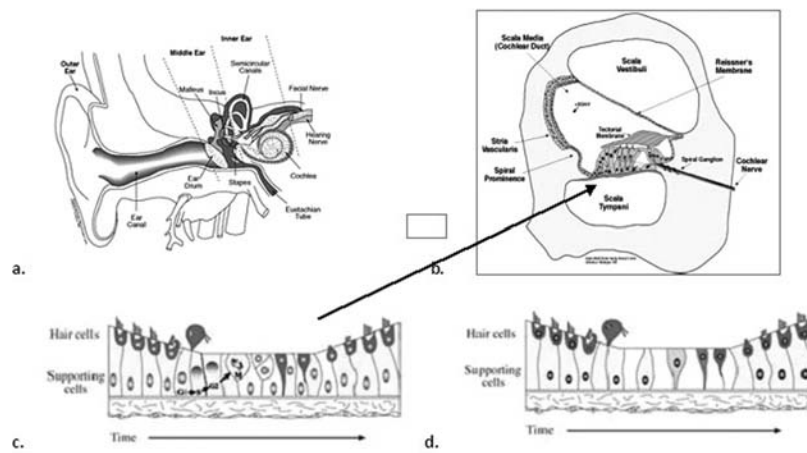 Inner Ear
Middle Ear
Semicircular
Canals
Outer
Ear
Malleus
Incus
Facial Nerve
Hearing
Nerve
Ear
Drum
Stapes
Cochlea
Ear
Canal
Eustachian
Tube
a.
Scala Media
(Cochlear Duct)
Scala
Vestibuli
Reissner's
Membrane
Tectorial
Membrane
Stria
Vascularis
Spiral
Prominence
Spiral Ganglion
Cochlear
Nerve
Scala
Tympani
b.
Hair cells
Supporting
cells
Time
c.
Hair cells
Supporting
cells
Time
d.